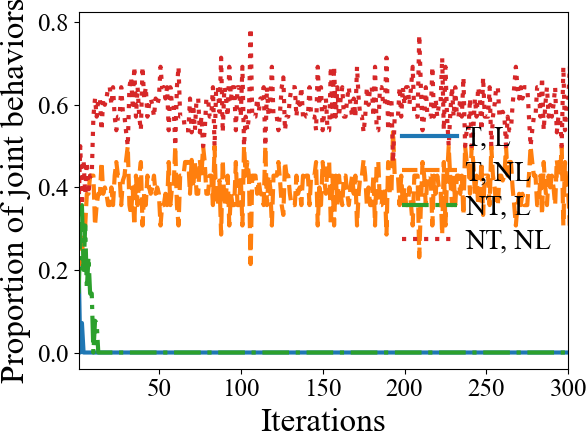 Proportion of joint behaviors
0.8
0.6
0.4
0.2
0.0
T, L
T, NL
NT, L
NT, NL
50
100
150
200
250
300
Iterations